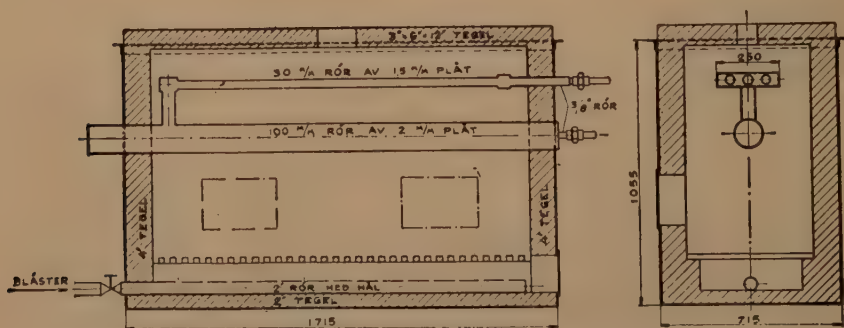 3"×6"×12" TEGEL
30 m/m RÖR AV 1,5 m/m PLÅT
3/8" RÖR
100 m/m RÖR AV 2 m/m PLÅT
4" TEGEL
4" TEGEL
BLÄSTER
2" RÖR MED HÅL
2" TEGEL
1715
250
1055
715